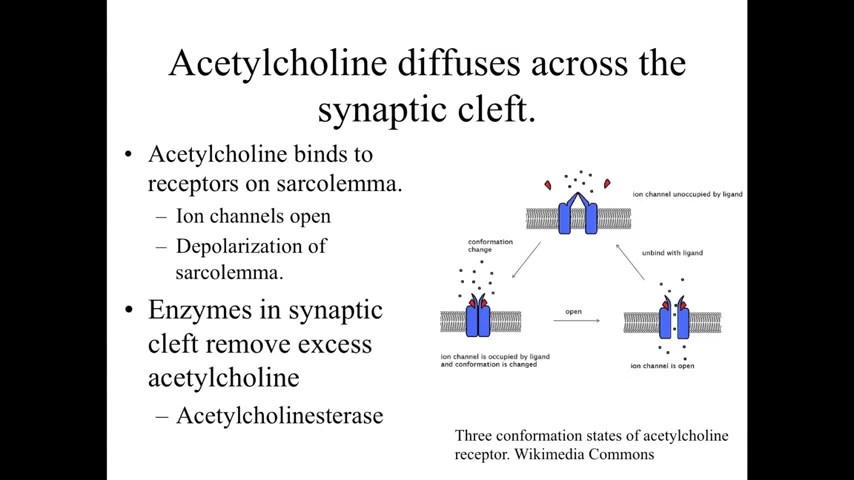 Acetylcholine diffuses across the
synaptic cleft.
• Acetylcholine binds to
receptors on sarcolemma.
– Ion channels open
– Depolarization of
sarcolemma.
• Enzymes in synaptic
cleft remove excess
acetylcholine
– Acetylcholinesterase
ion channel unoccupied by ligand
conformation
change
unbind with ligand
open
ion channel is occupied by ligand
and conformation is changed
ion channel is open
Three conformation states of acetylcholine
receptor. Wikimedia Commons